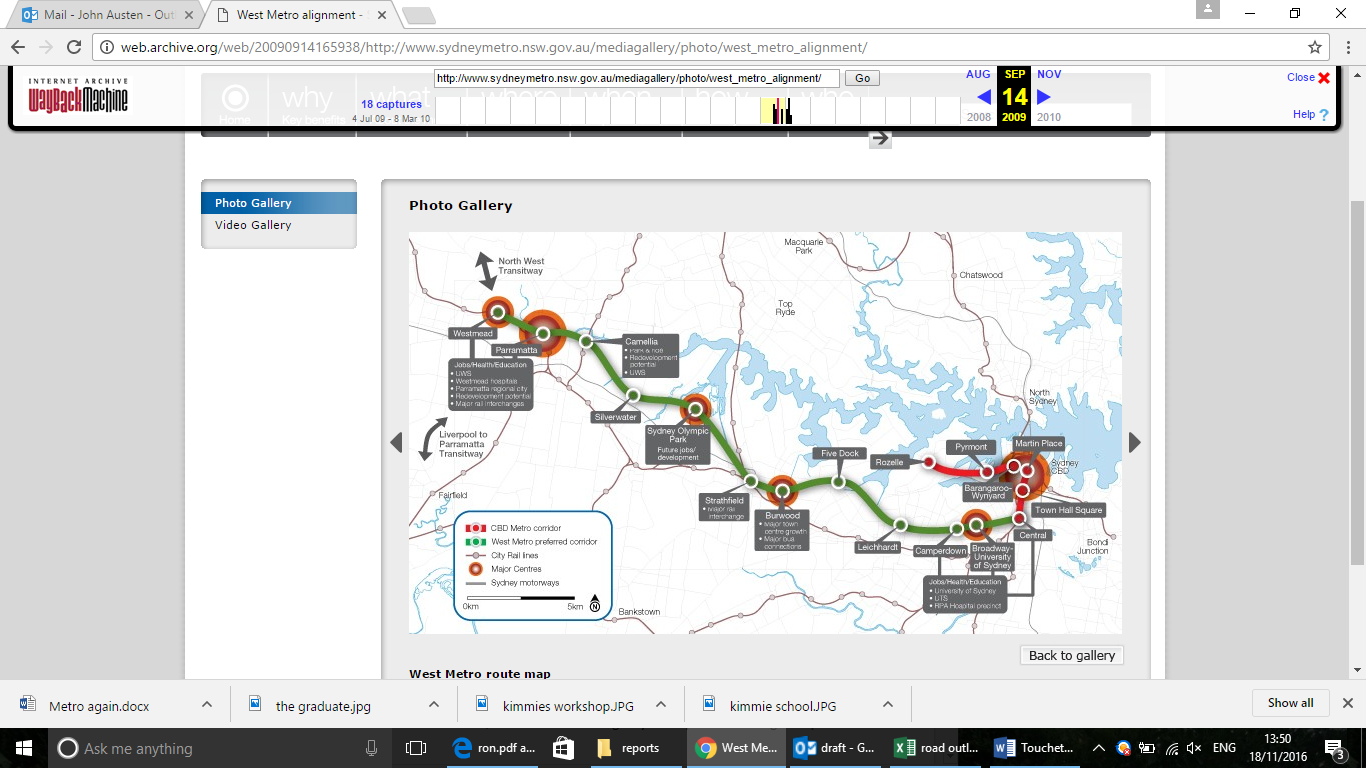 Mail - John Austen - Outl
West Metro alignment -
web.archive.org/web/20090914165938/http://www.sydneymetro.nsw.gov.au/mediagallery/photo/west_metro_alignment/
INTERNET ARCHIVE
WayBackMachine
http://www.sydneymetro.nsw.gov.au/mediagallery/photo/west_metro_alignment/
Go
18 captures
4 Jul 09 - 8 Mar 10
AUG
SEP
NOV
14
2008
2009
2010
Close
Help ?
Home
why
Key benefits
what
where
when
how
who
Photo Gallery
Video Gallery
Photo Gallery
North West
Transitway
Macquarie
Park
Chatswood
Top
Ryde
Westmead
Parramatta
Jobs/Health/Education
• UWS
• Westmead hospitals
• Parramatta regional city
• Redevelopment potential
• Major rail interchanges
Camellia
• Park & ride
• Redevelopment
potential
• UWS
Silverwater
Sydney Olympic
Park
Future jobs/
development
North
Sydney
Liverpool to
Parramatta
Transitway
Fairfield
Strathfield
• Major rail
interchange
Burwood
• Major town
centre growth
• Major bus
connections
Five Dock
Rozelle
Pyrmont
Martin Place
Sydney
CBD
Barangaroo-
Wynyard
Town Hall Square
Central
Bondi
Junction
Leichhardt
Camperdown
Broadway-
University
of Sydney
Jobs/Health/Education
• University of Sydney
• UTS
• RPA Hospital precinct
CBD Metro corridor
West Metro preferred corridor
City Rail lines
Major Centres
Sydney motorways
0km
5km
N
Bankstown
Back to gallery
West Metro route map
Metro again.docx
the graduate.jpg
kimmies workshop.JPG
kimmie school.JPG
Show all
Ask me anything
ron.pdf a...
reports
West Me...
draft - G...
road outl...
Touchet...
ENG
13:50
18/11/2016
3